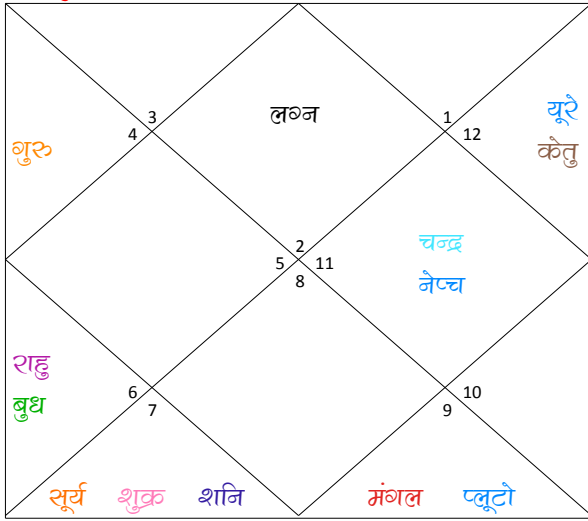 लग्न
3 1
4 12
यूरे
गुरु केतु
चन्द्र
2
5 11
8
नेप्च
राहु
बुध
6 10
7 9
सूर्य शुक्र शनि मंगल प्लूटो